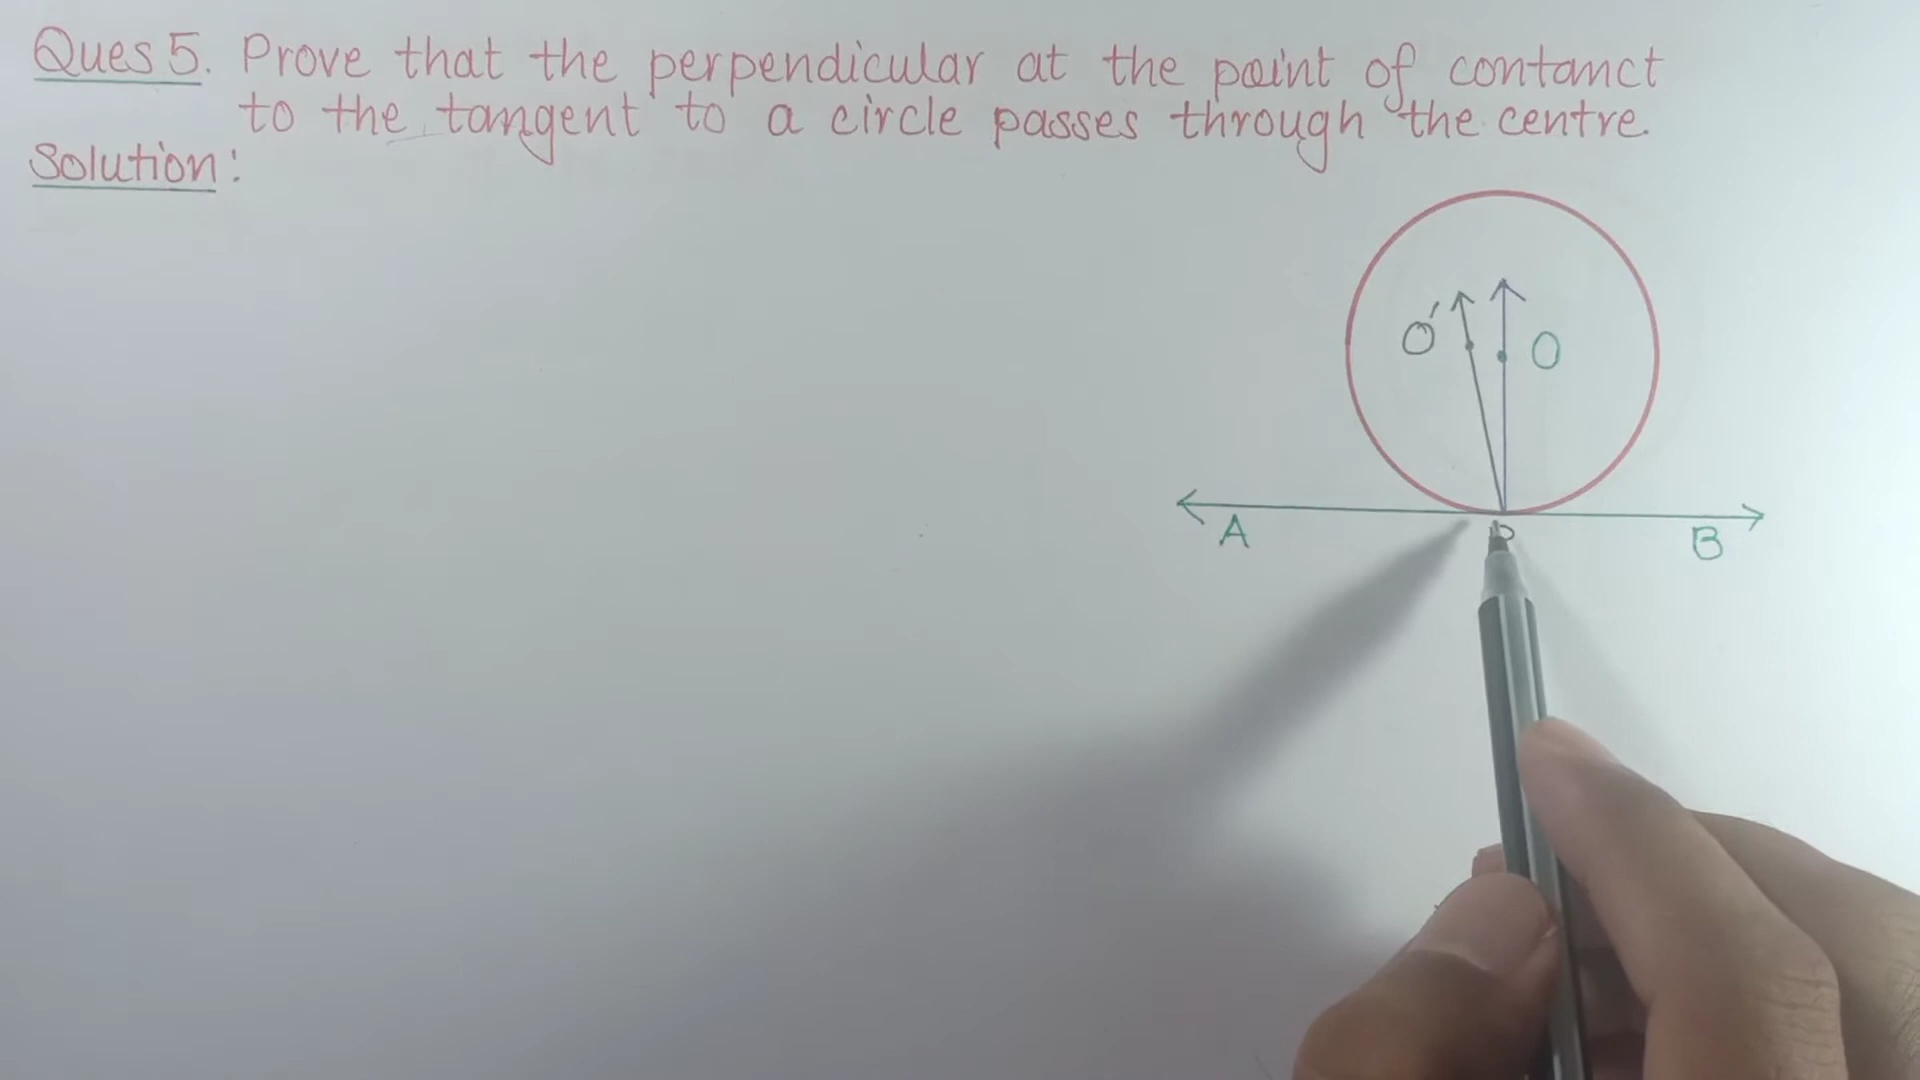 Ques 5. Prove that the perpendicular at the point of contanct
to the tangent to a circle passes through the centre.
Solution:
O' O
A B